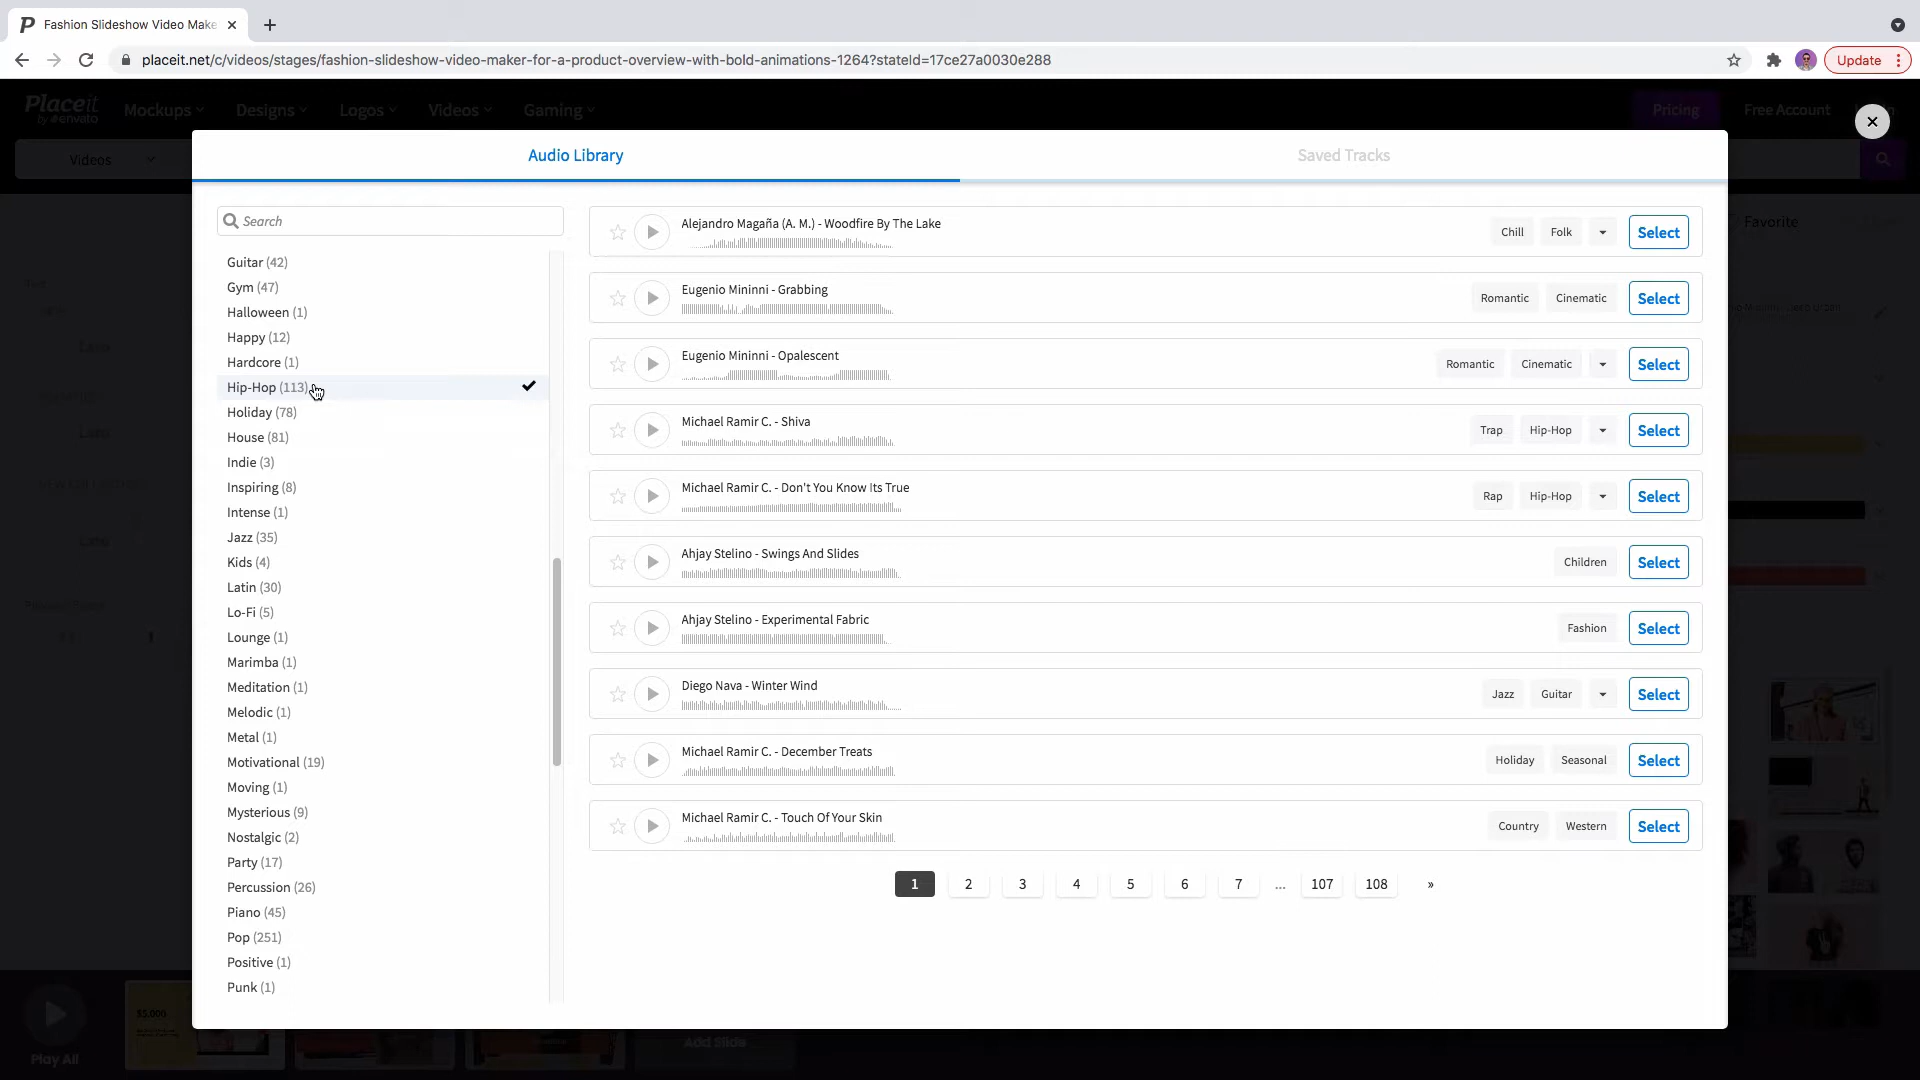 Fashion Slideshow Video Make
placeit.net/c/videos/stages/fashion-slideshow-video-maker-for-a-product-overview-with-bold-animations-1264?stateId=17ce27a0030e288
Update
Placeit
by envato
Mockups
Designs
Logos
Videos
Gaming
Pricing
Free Account
Videos
Favorite
Audio Library
Saved Tracks
Search
Guitar (42)
Gym (47)
Halloween (1)
Happy (12)
Hardcore (1)
Hip-Hop (113)
Holiday (78)
House (81)
Indie (3)
Inspiring (8)
Intense (1)
Jazz (35)
Kids (4)
Latin (30)
Lo-Fi (5)
Lounge (1)
Marimba (1)
Meditation (1)
Melodic (1)
Metal (1)
Motivational (19)
Moving (1)
Mysterious (9)
Nostalgic (2)
Party (17)
Percussion (26)
Piano (45)
Pop (251)
Positive (1)
Punk (1)
Alejandro Magaña (A. M.) - Woodfire By The Lake
Chill
Folk
Select
Eugenio Mininni - Grabbing
Romantic
Cinematic
Select
Eugenio Mininni - Opalescent
Romantic
Cinematic
Select
Michael Ramir C. - Shiva
Trap
Hip-Hop
Select
Michael Ramir C. - Don't You Know Its True
Rap
Hip-Hop
Select
Ahjay Stelino - Swings And Slides
Children
Select
Ahjay Stelino - Experimental Fabric
Fashion
Select
Diego Nava - Winter Wind
Jazz
Guitar
Select
Michael Ramir C. - December Treats
Holiday
Seasonal
Select
Michael Ramir C. - Touch Of Your Skin
Country
Western
Select
1 2 3 4 5 6 7 ... 107 108 »
Lato
Lato
Lato
$5,000
Play All
Add Slide